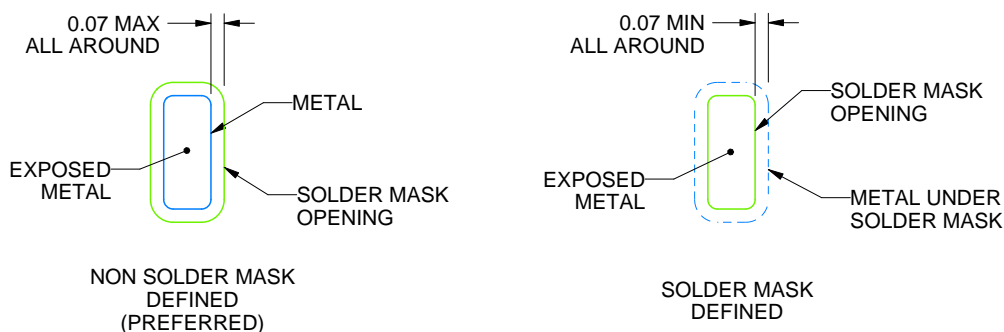 0.07 MAX
ALL AROUND
METAL
EXPOSED
METAL
SOLDER MASK
OPENING
NON SOLDER MASK
DEFINED
(PREFERRED)
0.07 MIN
ALL AROUND
SOLDER MASK
OPENING
EXPOSED
METAL
METAL UNDER
SOLDER MASK
SOLDER MASK
DEFINED